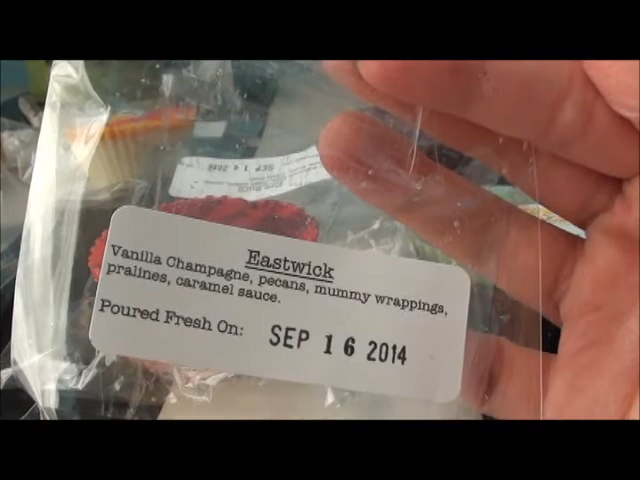 Eastwick
Vanilla Champagne, pecans, mummy wrappings,
pralines, caramel sauce.
Poured Fresh On: SEP 16 2014